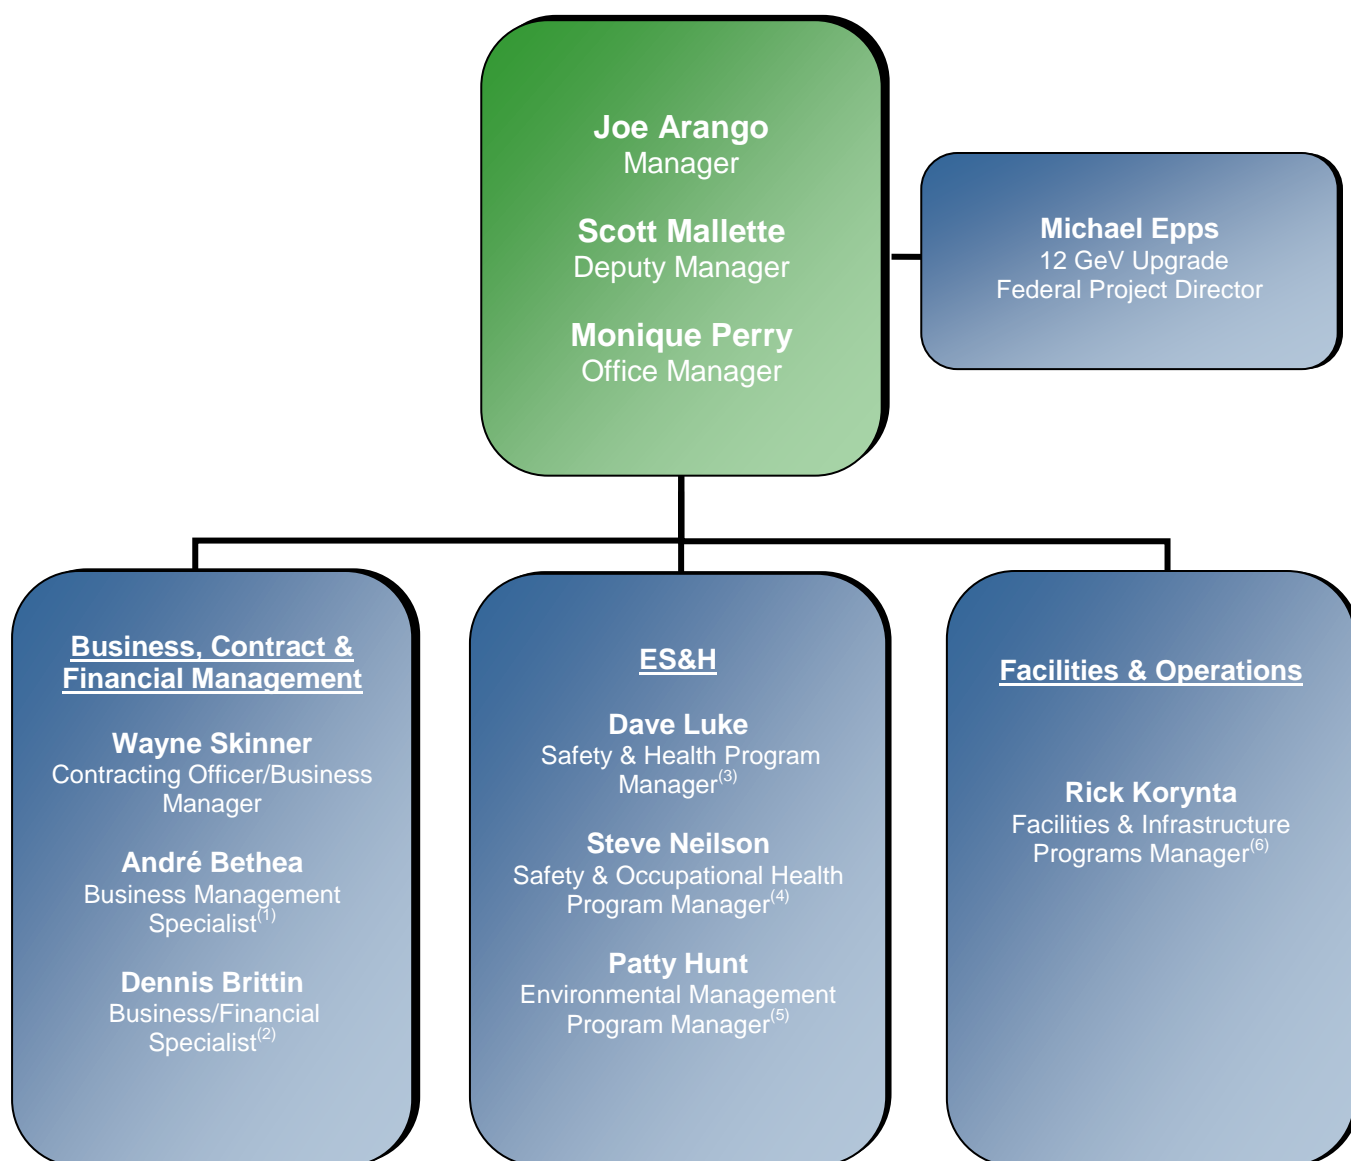 Joe Arango
Manager
Scott Mallette
Deputy Manager
Monique Perry
Office Manager
Michael Epps
12 GeV Upgrade
Federal Project Director
Business, Contract &
Financial Management
Wayne Skinner
Contracting Officer/Business
Manager
André Bethea
Business Management
Specialist(1)
Dennis Brittin
Business/Financial
Specialist(2)
ES&H
Dave Luke
Safety & Health Program
Manager(3)
Steve Neilson
Safety & Occupational Health
Program Manager(4)
Patty Hunt
Environmental Management
Program Manager(5)
Facilities & Operations
Rick Korynta
Facilities & Infrastructure
Programs Manager(6)